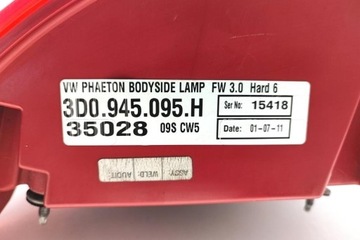 VW PHAETON BODYSIDE LAMP FW 3.0 Hard 6
3D0.945.095.H Ser No: 15418
35028 09S CW5 Date: 01-07-11
ASSY: WELD:
AUDIT: